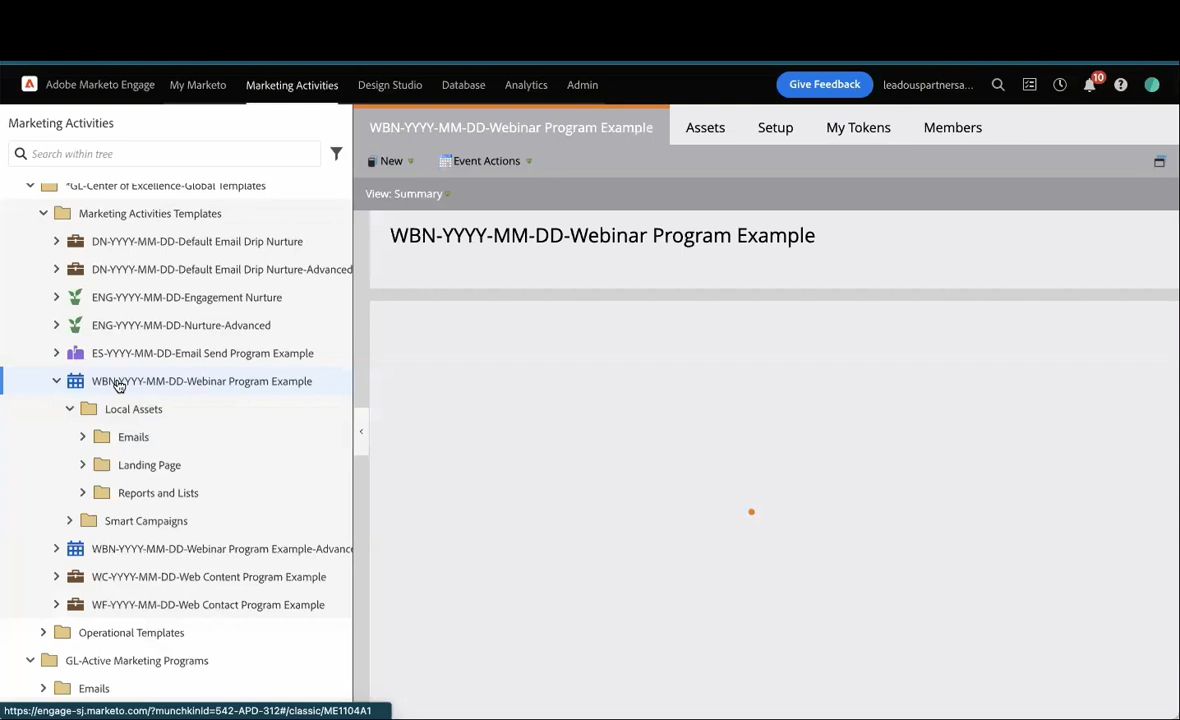 Adobe Marketo Engage My Marketo Marketing Activities Design Studio Database Analytics Admin Give Feedback leadouspartnersa... 10
Marketing Activities
Search within tree
*GL-Center of Excellence-Global Templates
Marketing Activities Templates
DN-YYYY-MM-DD-Default Email Drip Nurture
DN-YYYY-MM-DD-Default Email Drip Nurture-Advanced
ENG-YYYY-MM-DD-Engagement Nurture
ENG-YYYY-MM-DD-Nurture-Advanced
ES-YYYY-MM-DD-Email Send Program Example
WBN-YYYY-MM-DD-Webinar Program Example
Local Assets
Emails
Landing Page
Reports and Lists
Smart Campaigns
WBN-YYYY-MM-DD-Webinar Program Example-Advance
WC-YYYY-MM-DD-Web Content Program Example
WF-YYYY-MM-DD-Web Contact Program Example
Operational Templates
GL-Active Marketing Programs
Emails
https://engage-sj.marketo.com/?munchkinId=542-APD-312#/classic/ME1104A1
WBN-YYYY-MM-DD-Webinar Program Example Assets Setup My Tokens Members
New Event Actions
View: Summary
WBN-YYYY-MM-DD-Webinar Program Example